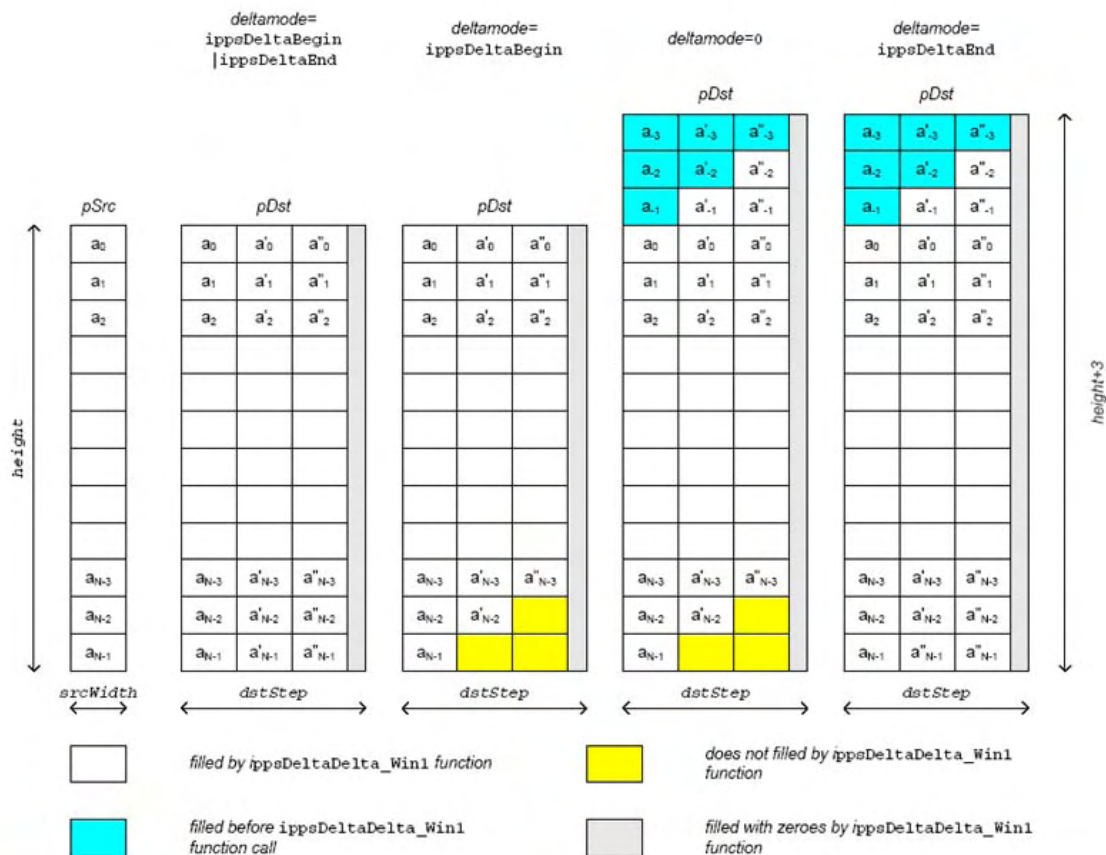 deltamode=
ippsDeltaBegin
|ippsDeltaEnd
deltamode=
ippsDeltaBegin
deltamode=0
deltamode=
ippsDeltaEnd
pDst
pDst
a-3 a'-3 a"-3 a-3 a'-3 a"-3
a-2 a'-2 a"-2 a-2 a'-2 a"-2
pSrc pDst pDst a-1 a'-1 a"-1 a-1 a'-1 a"-1
a0 a0 a'0 a"0 a0 a'0 a"0 a0 a'0 a"0 a0 a'0 a"0
a1 a1 a'1 a"1 a1 a'1 a"1 a1 a'1 a"1 a1 a'1 a"1
a2 a2 a'2 a"2 a2 a'2 a"2 a2 a'2 a"2 a2 a'2 a"2
height
height+3
aN-3 aN-3 a'N-3 a"N-3 aN-3 a'N-3 a"N-3 aN-3 a'N-3 a"N-3 aN-3 a'N-3 a"N-3
aN-2 aN-2 a'N-2 a"N-2 aN-2 a'N-2 aN-2 a'N-2 aN-2 a'N-2 a"N-2
aN-1 aN-1 a'N-1 a"N-1 aN-1 aN-1 aN-1 a"N-1 a"N-1
srcWidth dstStep dstStep dstStep dstStep
filled by ippsDeltaDelta_Win1 function
does not filled by ippsDeltaDelta_Win1
function
filled before ippsDeltaDelta_Win1
function call
filled with zeroes by ippsDeltaDelta_Win1
function